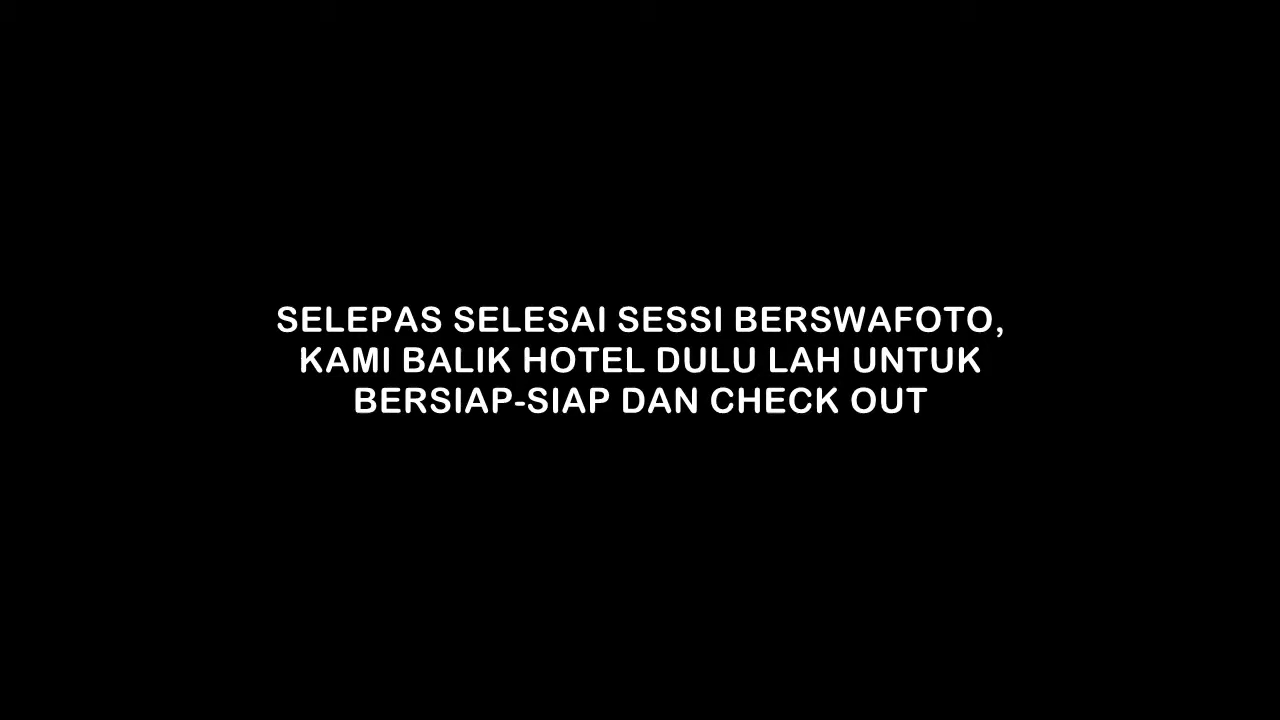 SELEPAS SELESAI SESSI BERSWAFOTO,
KAMI BALIK HOTEL DULU LAH UNTUK
BERSIAP-SIAP DAN CHECK OUT